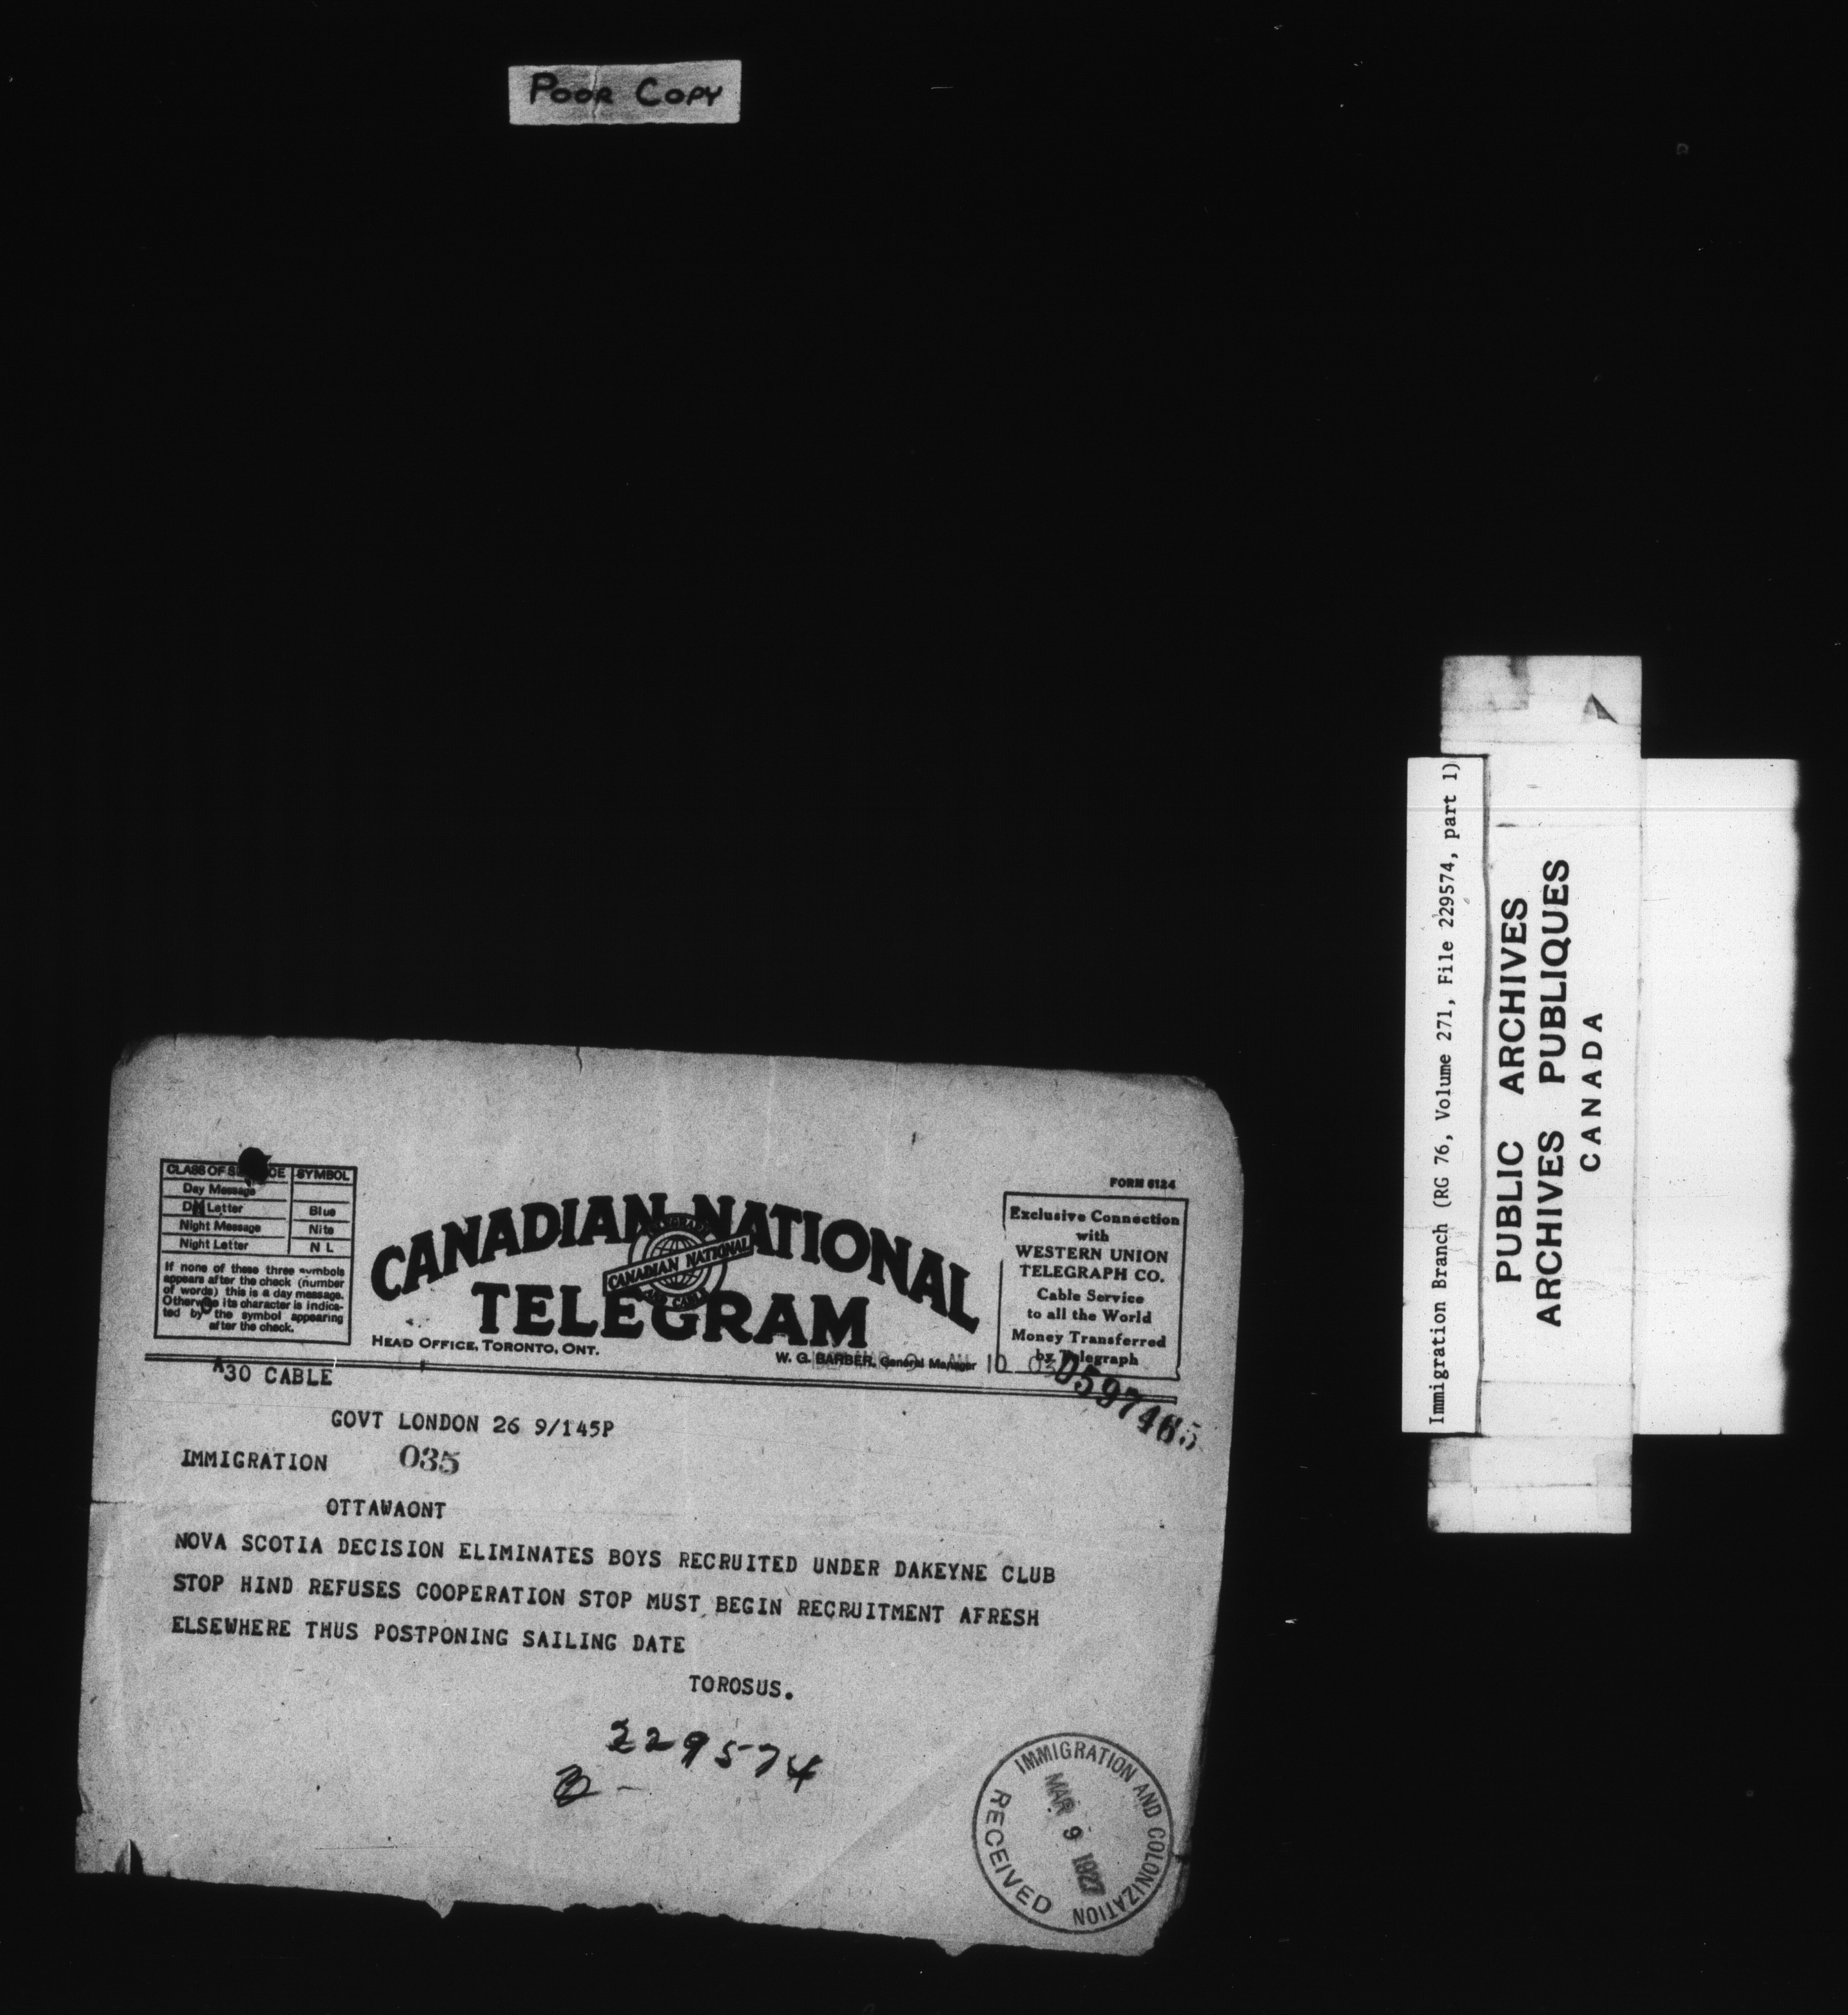 POOR COPY
CLASS OF SYMBOL
Day Message
Letter Blue
Night Message Nite
Night Letter N L
If none of these three symbols
appears after the check (number
of words) this is a day message.
Otherwise its character is indica-
ted by the symbol appearing
after the check.
CANADIAN NATIONAL
TELEGRAM
CANADIAN NATIONAL
HEAD OFFICE, TORONTO, ONT.
W. G. BARBER, General Manager
FORM 6124
Exclusive Connection
with
WESTERN UNION
TELEGRAPH CO.
Cable Service
to all the World
Money Transferred
by Telegraph
A30 CABLE
GOVT LONDON 26 9/145P
IMMIGRATION 035
OTTAWAONT
NOVA SCOTIA DECISION ELIMINATES BOYS RECRUITED UNDER DAKEYNE CLUB
STOP HIND REFUSES COOPERATION STOP MUST BEGIN RECRUITMENT AFRESH
ELSEWHERE THUS POSTPONING SAILING DATE
TOROSUS.
229574
IMMIGRATION AND COLONIZATION
MAR 9 1927
RECEIVED
Immigration Branch (RG 76, Volume 271, File 229574, part 1)
PUBLIC ARCHIVES
ARCHIVES PUBLIQUES
CANADA